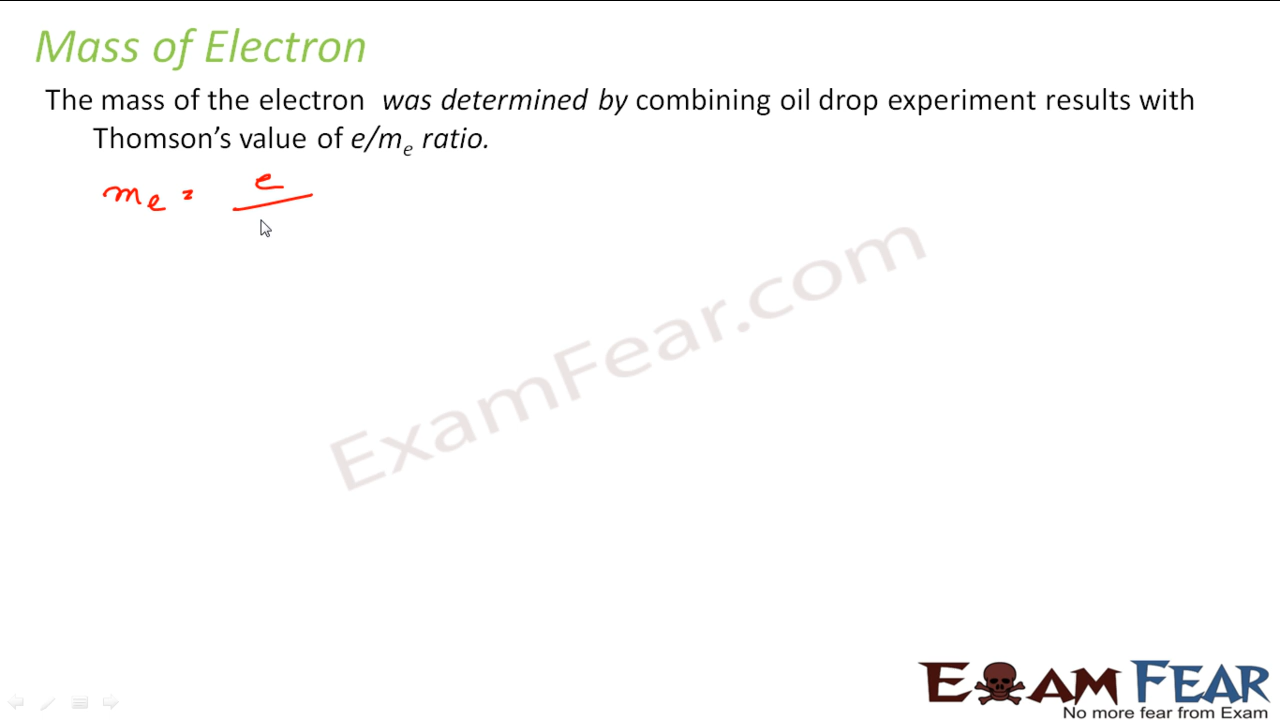 Mass of Electron
The mass of the electron was determined by combining oil drop experiment results with
Thomson's value of e/me ratio.
me = e
ExamFear.com
EXAM FEAR
No more fear from Exam